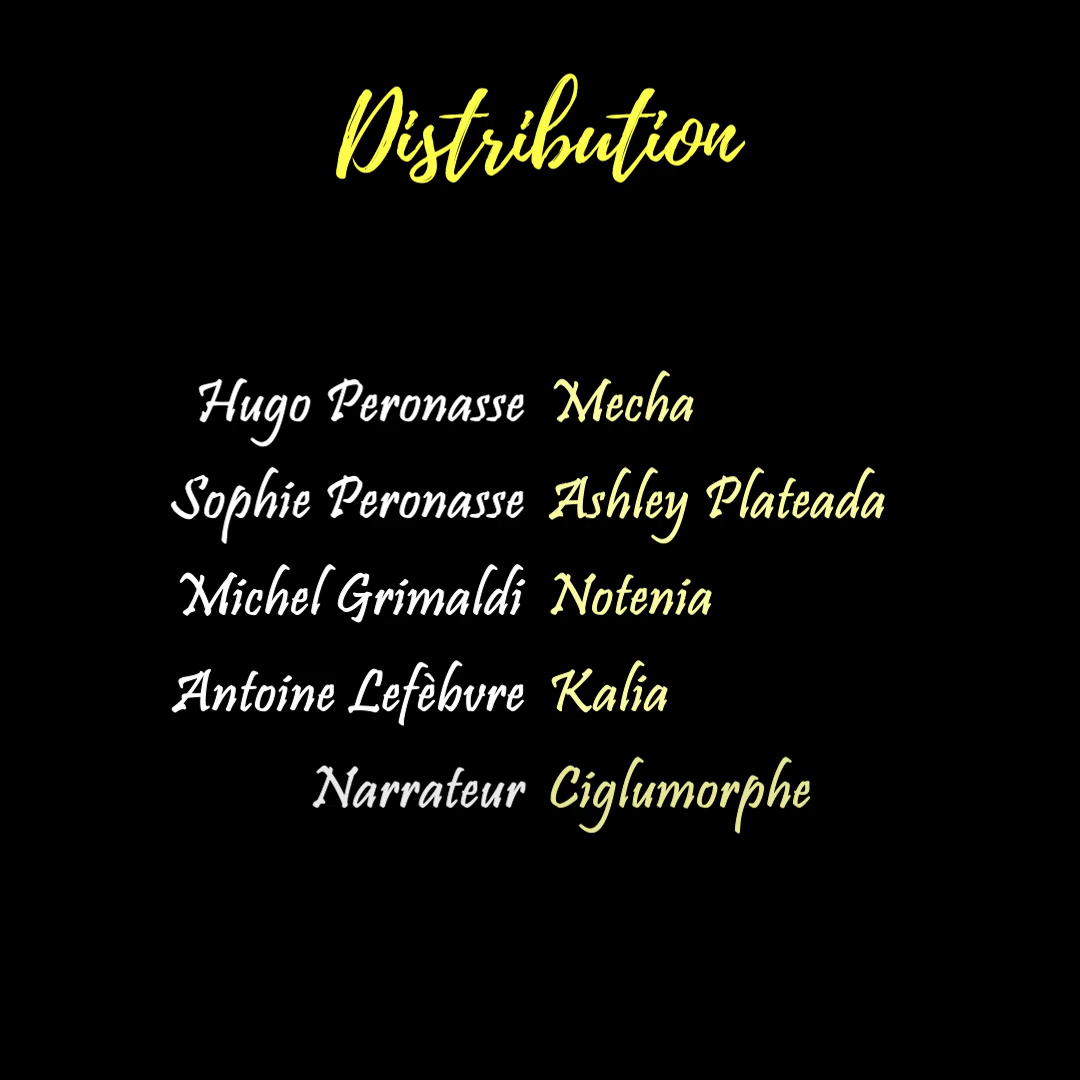 Distribution
Hugo Peronasse Mecha
Sophie Peronasse Ashley Plateada
Michel Grimaldi Notenia
Antoine Lefèbvre Kalia
Narrateur Ciglumorphe